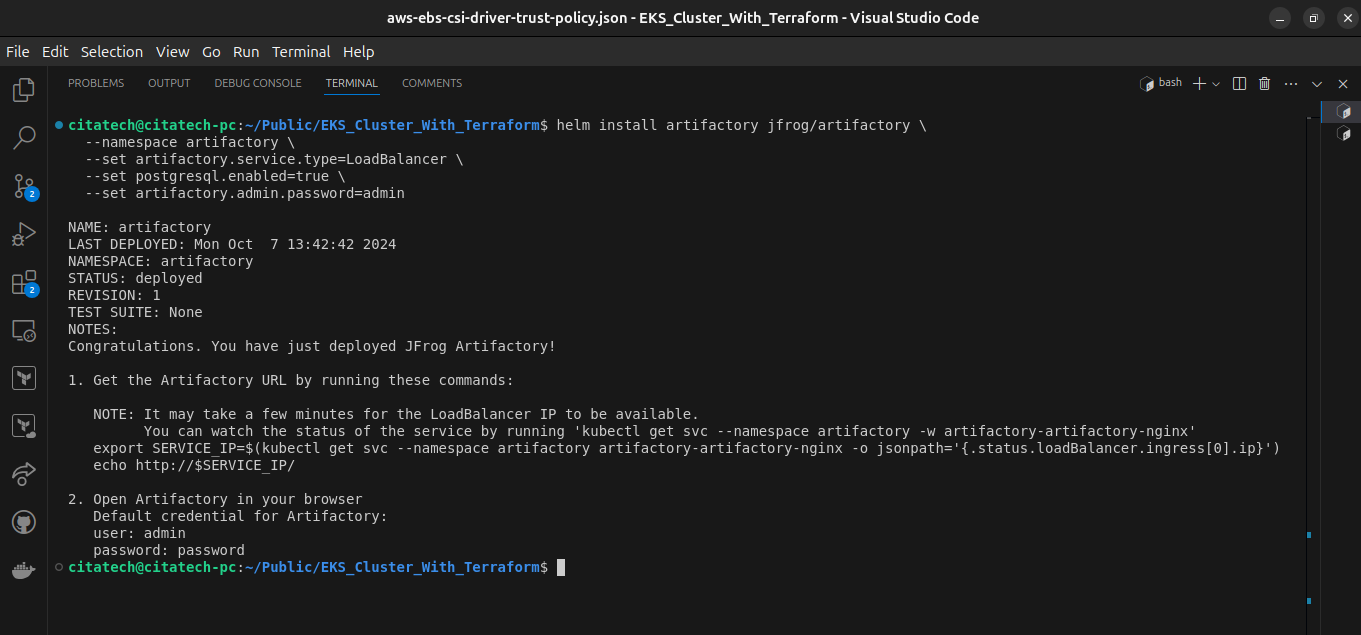 aws-ebs-csi-driver-trust-policy.json - EKS_Cluster_With_Terraform - Visual Studio Code
File Edit Selection View Go Run Terminal Help
PROBLEMS OUTPUT DEBUG CONSOLE TERMINAL COMMENTS bash
citatech@citatech-pc:~/Public/EKS_Cluster_With_Terraform$ helm install artifactory jfrog/artifactory \
--namespace artifactory \
--set artifactory.service.type=LoadBalancer \
--set postgresql.enabled=true \
--set artifactory.admin.password=admin
NAME: artifactory
LAST DEPLOYED: Mon Oct  7 13:42:42 2024
NAMESPACE: artifactory
STATUS: deployed
REVISION: 1
TEST SUITE: None
NOTES:
Congratulations. You have just deployed JFrog Artifactory!
1. Get the Artifactory URL by running these commands:
NOTE: It may take a few minutes for the LoadBalancer IP to be available.
You can watch the status of the service by running 'kubectl get svc --namespace artifactory -w artifactory-artifactory-nginx'
export SERVICE_IP=$(kubectl get svc --namespace artifactory artifactory-artifactory-nginx -o jsonpath='{.status.loadBalancer.ingress[0].ip}')
echo http://$SERVICE_IP/
2. Open Artifactory in your browser
Default credential for Artifactory:
user: admin
password: password
citatech@citatech-pc:~/Public/EKS_Cluster_With_Terraform$
2
2